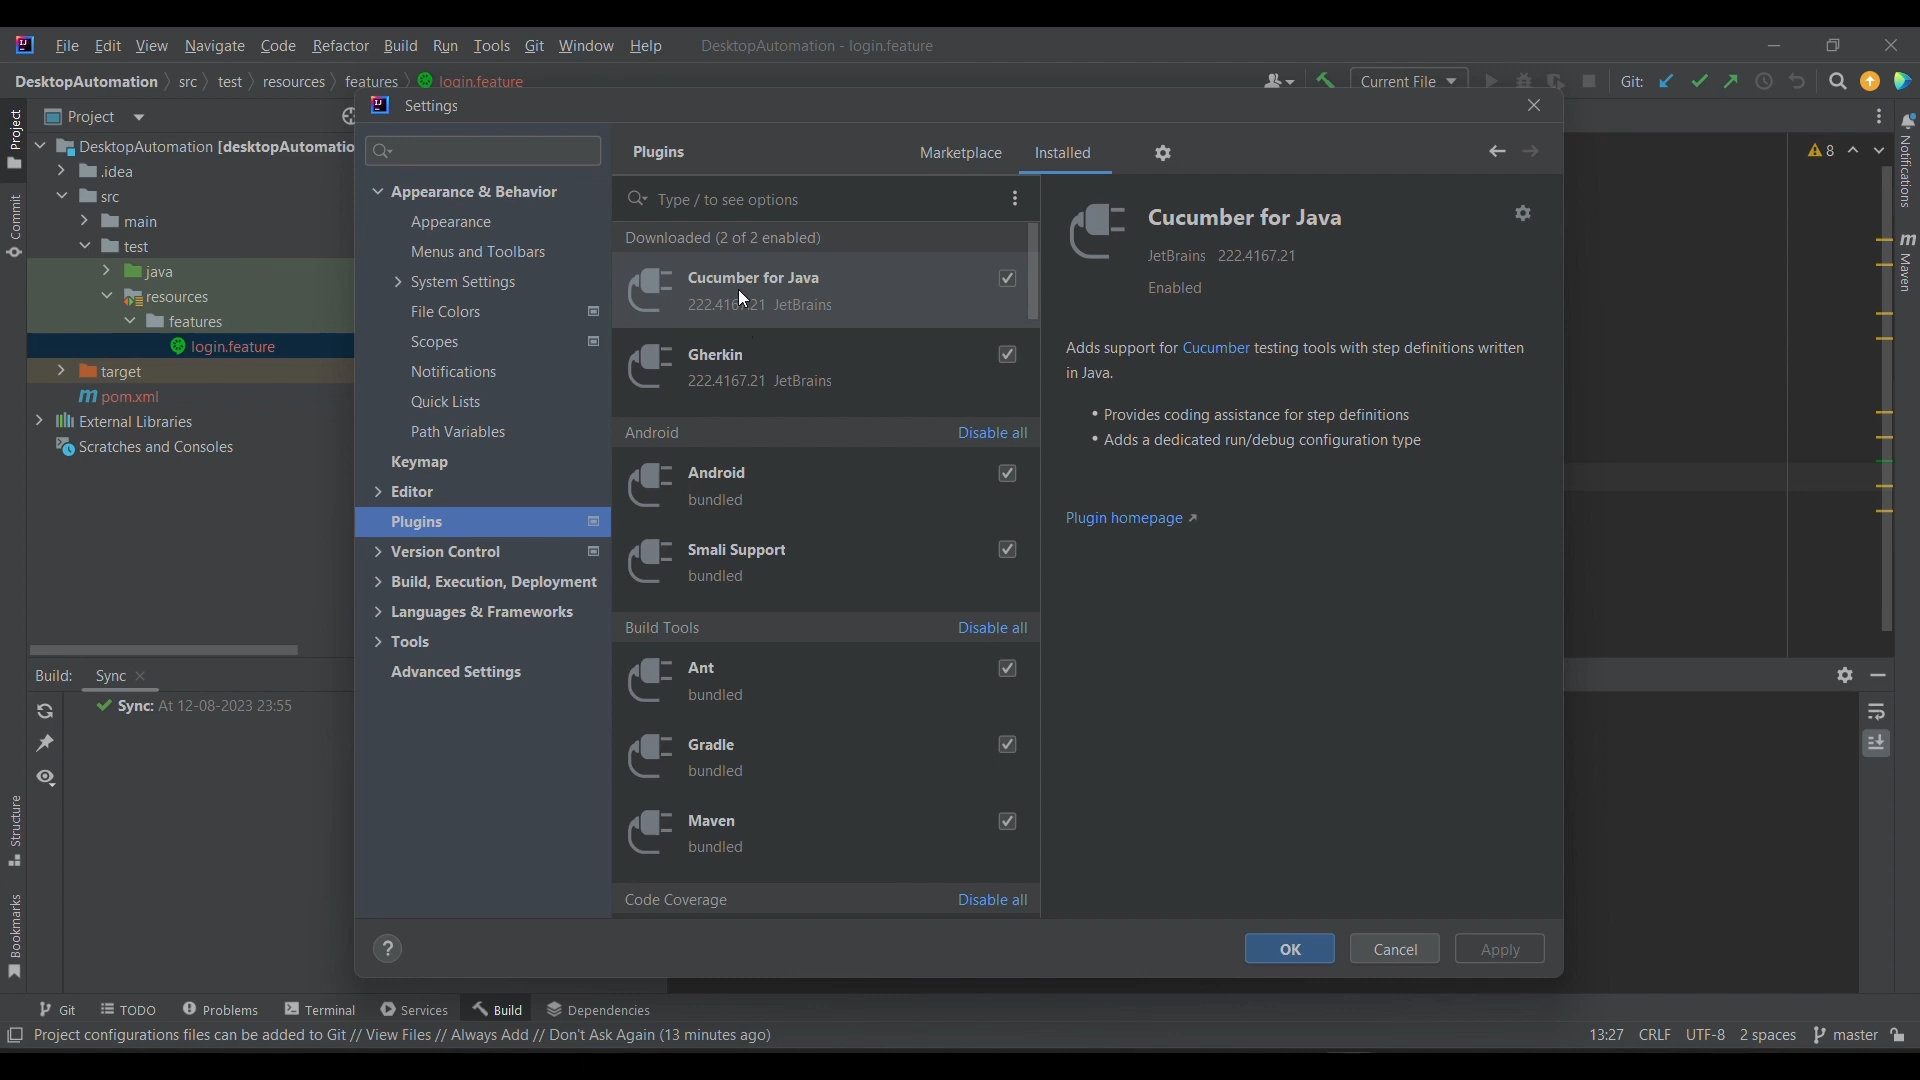 File Edit View Navigate Code Refactor Build Run Tools Git Window Help DesktopAutomation - login.feature
DesktopAutomation src test resources features login.feature Current File Git:
Project
Settings
DesktopAutomation [desktopAutomatio
.idea
src
main
test
java
resources
features
login.feature
target
pom.xml
External Libraries
Scratches and Consoles
Project
Commit
Structure
Bookmarks
Appearance & Behavior
Appearance
Menus and Toolbars
System Settings
File Colors
Scopes
Notifications
Quick Lists
Path Variables
Keymap
Editor
Plugins
Version Control
Build, Execution, Deployment
Languages & Frameworks
Tools
Advanced Settings
Plugins Marketplace Installed
Type / to see options
Downloaded (2 of 2 enabled)
Cucumber for Java
222.4167.21 JetBrains
Gherkin
222.4167.21 JetBrains
Android Disable all
Android
bundled
Smali Support
bundled
Build Tools Disable all
Ant
bundled
Gradle
bundled
Maven
bundled
Code Coverage Disable all
Cucumber for Java
JetBrains 222.4167.21
Enabled
Adds support for Cucumber testing tools with step definitions written
in Java.
• Provides coding assistance for step definitions
• Adds a dedicated run/debug configuration type
Plugin homepage
? OK Cancel Apply
8
Notifications
m Maven
Build: Sync
Sync: At 12-08-2023 23:55
Git TODO Problems Terminal Services Build Dependencies
Project configurations files can be added to Git // View Files // Always Add // Don't Ask Again (13 minutes ago) 13:27 CRLF UTF-8 2 spaces master